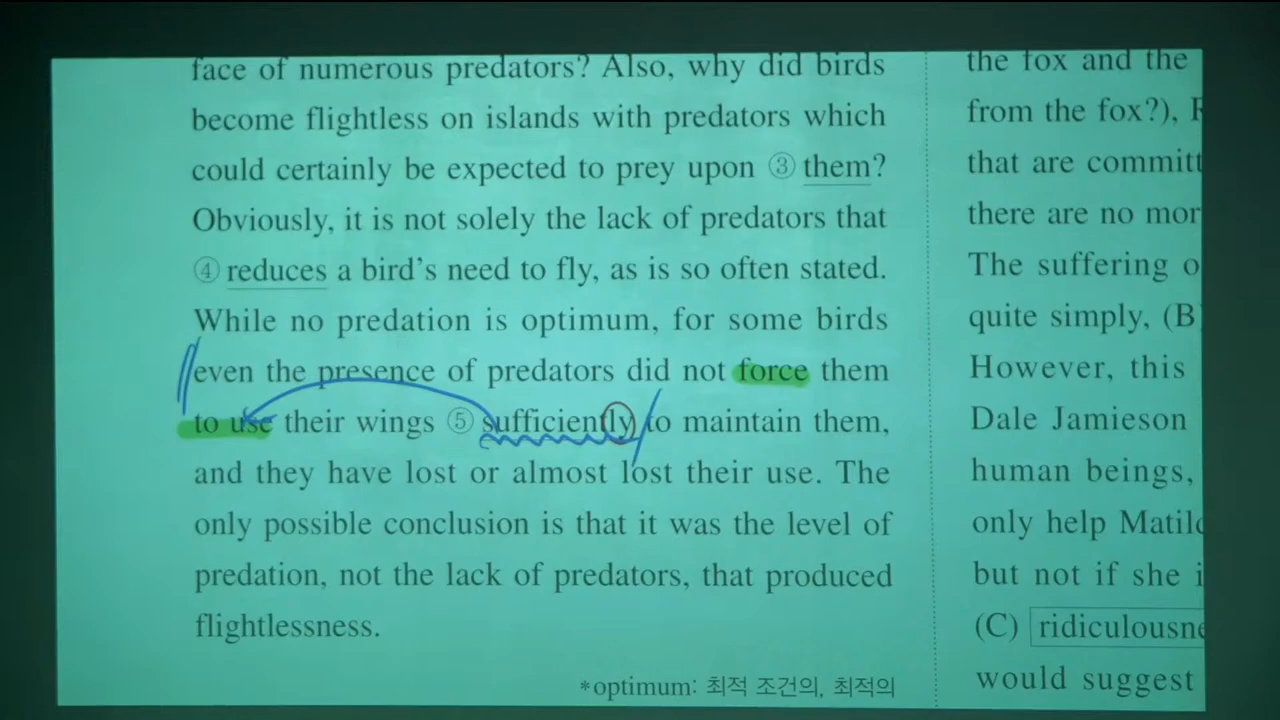 face of numerous predators? Also, why did birds
become flightless on islands with predators which
could certainly be expected to prey upon ③ them?
Obviously, it is not solely the lack of predators that
④ reduces a bird's need to fly, as is so often stated.
While no predation is optimum, for some birds
even the presence of predators did not force them
to use their wings ⑤ sufficiently to maintain them,
and they have lost or almost lost their use. The
only possible conclusion is that it was the level of
predation, not the lack of predators, that produced
flightlessness.
*optimum: 최적 조건의, 최적의
the fox and the
from the fox?),
that are
there are no
The suffering
quite simply, (B
However, this
Dale Jamieson
human beings,
only help
but not if she
(C)
would suggest